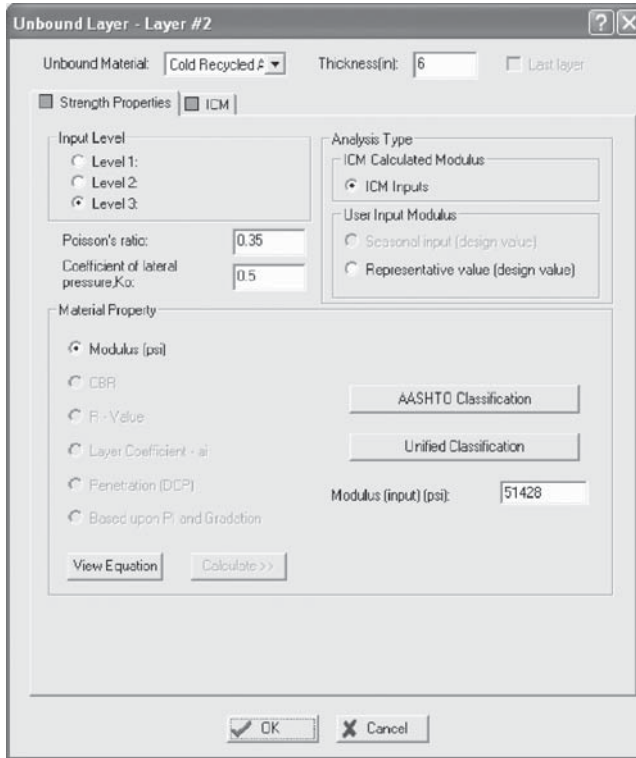 Unbound Layer - Layer #2
Unbound Material: Cold Recycled A
Thickness(in): 6
Last layer
Strength Properties
ICM
Input Level
Level 1:
Level 2:
Level 3:
Poisson's ratio: 0.35
Coefficient of lateral
pressure,Ko: 0.5
Analysis Type
ICM Calculated Modulus
ICM Inputs
User Input Modulus
Seasonal input (design value)
Representative value (design value)
Material Property
Modulus (psi)
CBR
R - Value
Layer Coefficient - ai
Penetration (DCP)
Based upon PI and Gradation
AASHTO Classification
Unified Classification
Modulus (input) (psi): 51428
View Equation
Calculate >>
OK
Cancel